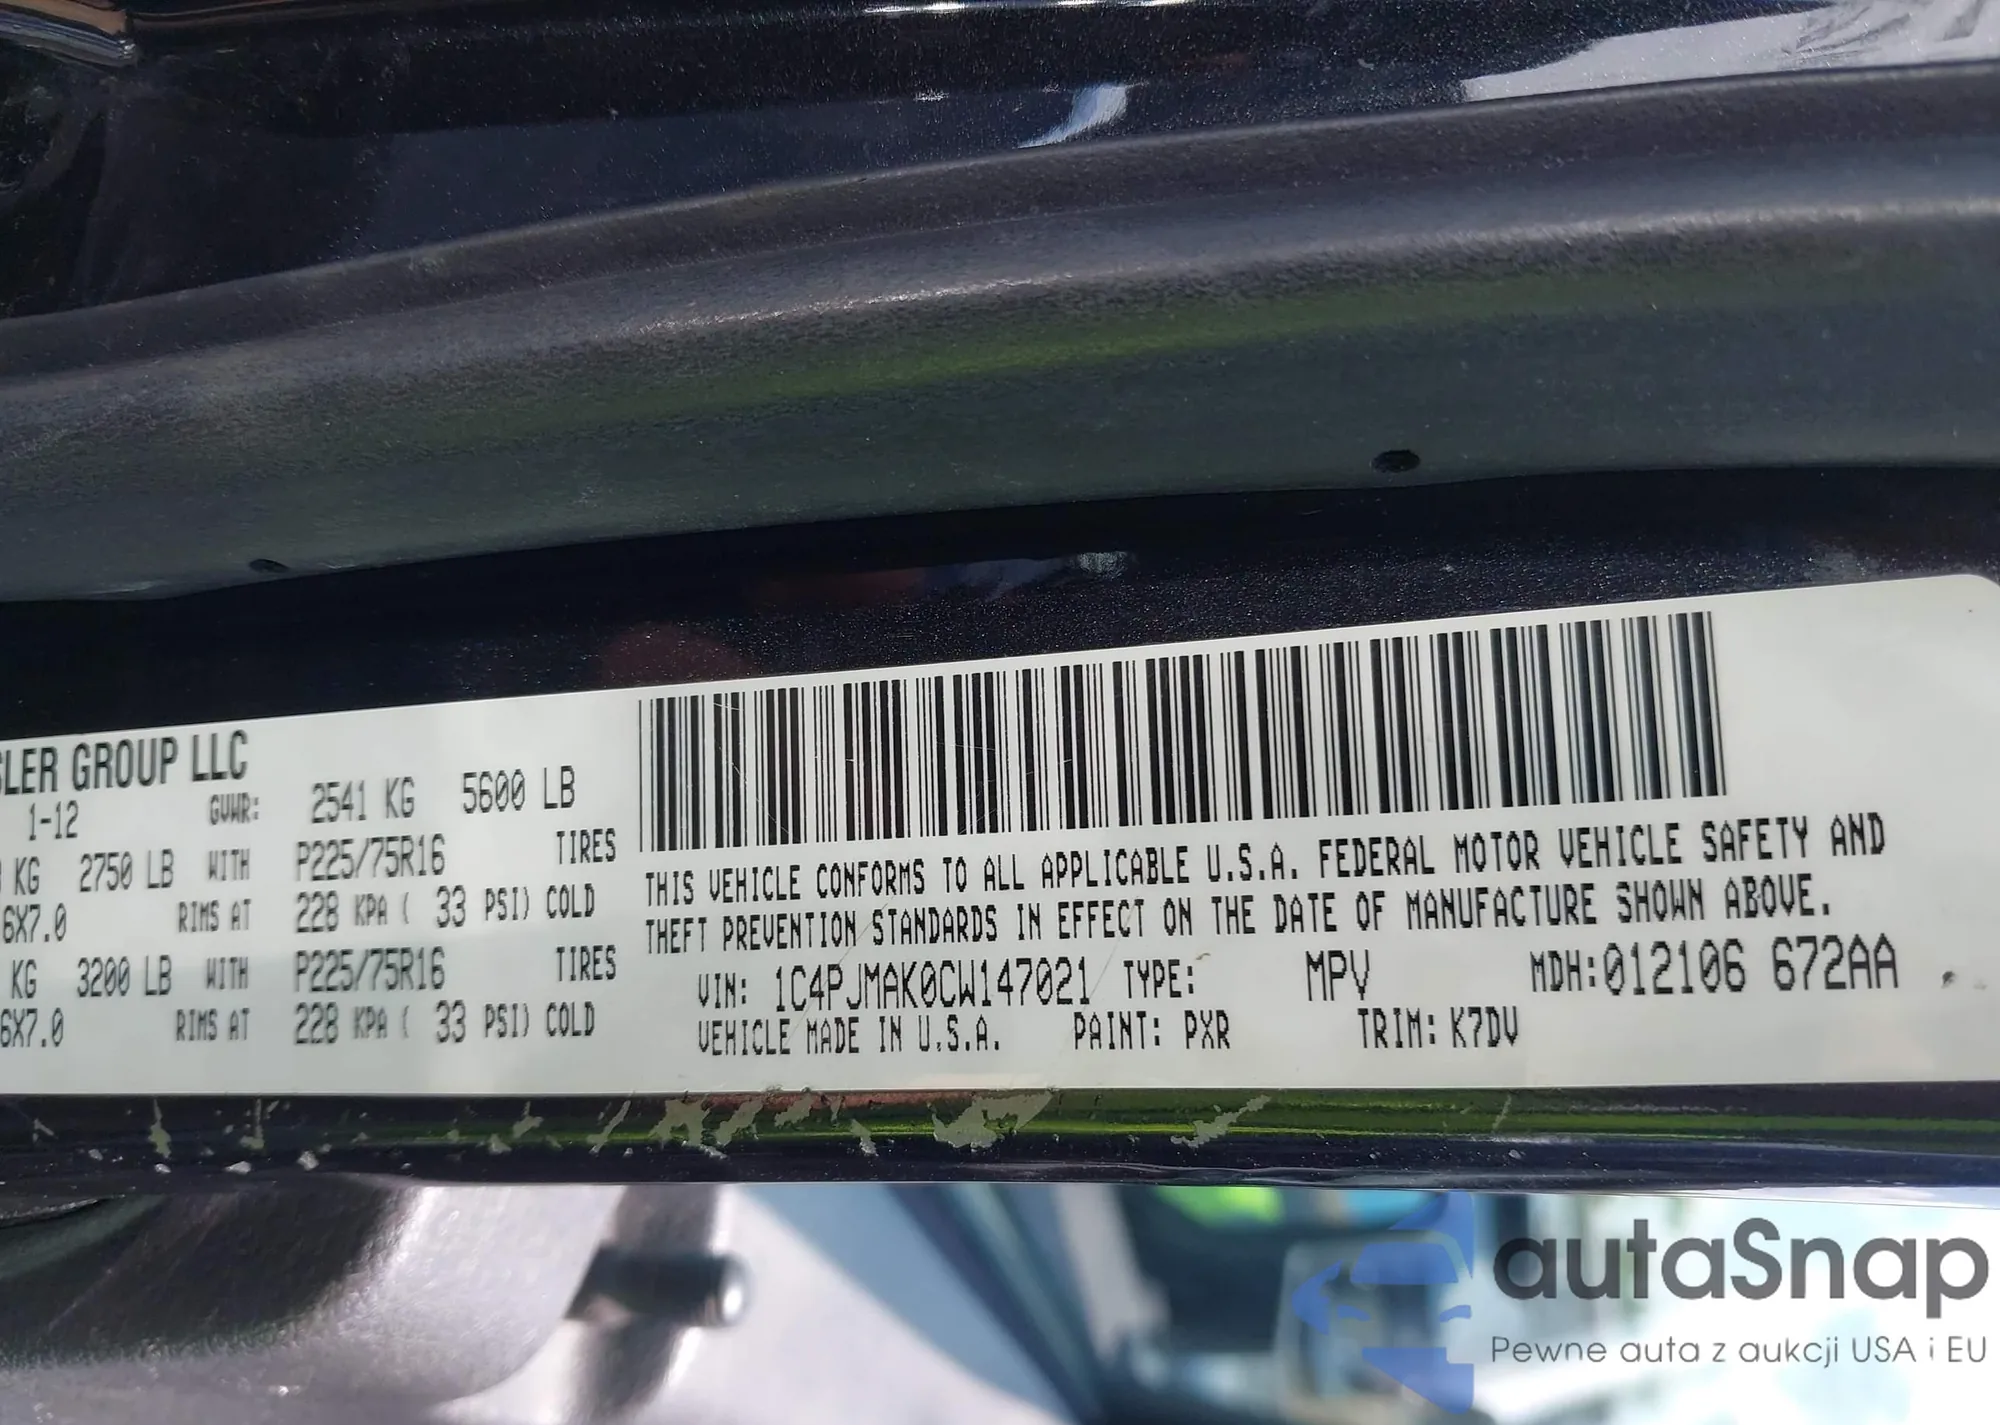 SLER GROUP LLC
1-12 GVWR: 2541 KG 5600 LB
KG 2750 LB WITH P225/75R16 TIRES
6X7.0 RIMS AT 228 KPA ( 33 PSI) COLD
KG 3200 LB WITH P225/75R16 TIRES
6X7.0 RIMS AT 228 KPA ( 33 PSI) COLD
THIS VEHICLE CONFORMS TO ALL APPLICABLE U.S.A. FEDERAL MOTOR VEHICLE SAFETY AND
THEFT PREVENTION STANDARDS IN EFFECT ON THE DATE OF MANUFACTURE SHOWN ABOVE.
VIN: 1C4PJMAK0CW147021 TYPE: MPV MDH:012106 672AA
VEHICLE MADE IN U.S.A. PAINT: PXR TRIM: K7DV
autaSnap
Pewne auta z aukcji USA i EU